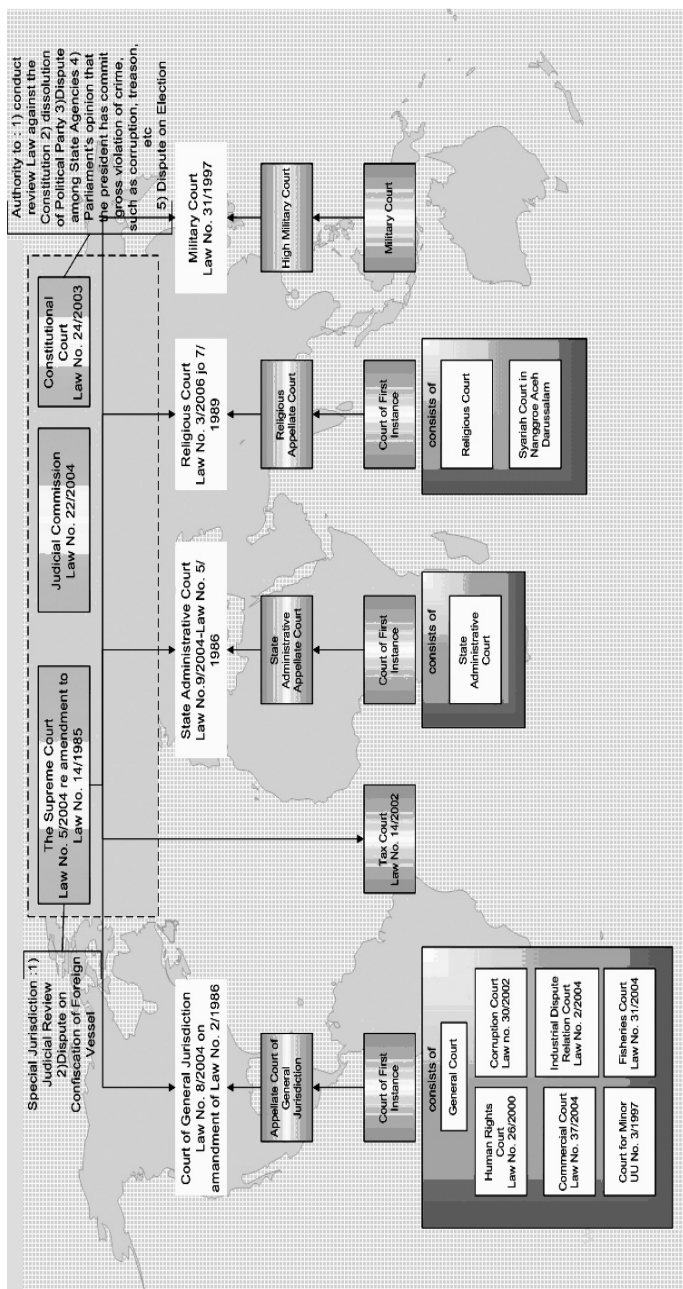 Special Jurisdiction :1)
Judicial Review
2)Dispute on
Confiscation of Foreign
Vessel
The Supreme Court
Law No. 5/2004 re amendment to
Law No. 14/1985
Judicial Commission
Law No. 22/2004
Constitutional
Court
Law No. 24/2003
Authority to : 1) conduct
review Law against the
Constitution 2) dissolution
of Political Party 3)Dispute
among State Agencies 4)
Parliament's opinion that
the president has commit
gross violation of crime,
such as corruption, treason,
etc
5) Dispute on Election
Court of General Jurisdiction
Law No. 8/2004 on
amandment of Law No. 2/1986
State Administrative Court
Law No.9/2004-Law No. 5/
1986
Religious Court
Law No. 3/2006 jo 7/
1989
Military Court
Law No. 31/1997
Appellate Court of
General
Jurisdiction
State
Administrative
Appellate Court
Religious
Appellate Court
High Military Court
Court of First
Instance
Tax Court
Law No. 14/2002
Court of First
Instance
Court of First
Instance
Military Court
consists of
General Court
Human Rights
Court
Law No. 26/2000
Corruption Court
Law no. 30/2002
Commercial Court
Law No. 37/2004
Industrial Dispute
Relation Court
Law No. 2/2004
Court for Minor
UU No. 3/1997
Fisheries Court
Law No. 31/2004
consists of
State
Administrative
Court
consists of
Religious Court
Syariah Court in
Nanggroe Aceh
Darussalam